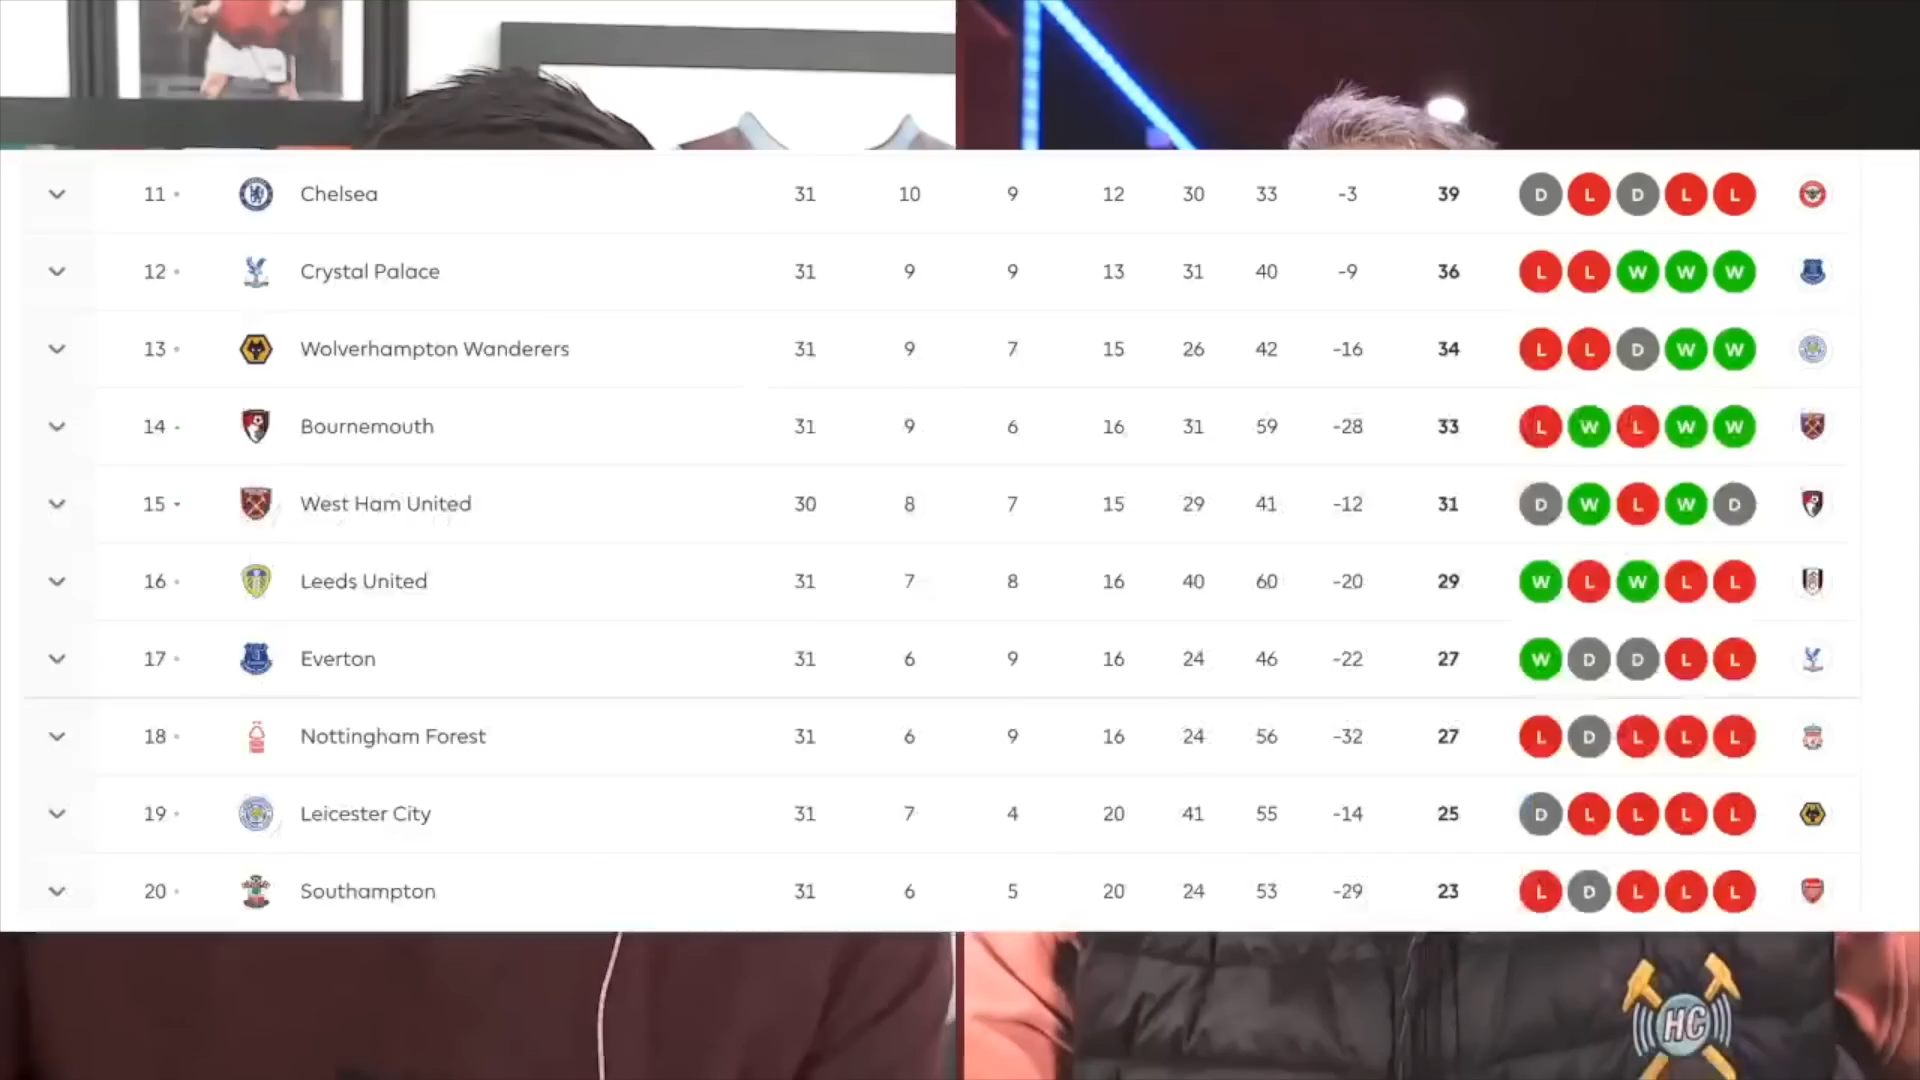 11 Chelsea 31 10 9 12 30 33 -3 39 D L D L L
12 Crystal Palace 31 9 9 13 31 40 -9 36 L L W W W
13 Wolverhampton Wanderers 31 9 7 15 26 42 -16 34 L L D W W
14 Bournemouth 31 9 6 16 31 59 -28 33 L W L W W
15 West Ham United 30 8 7 15 29 41 -12 31 D W L W D
16 Leeds United 31 7 8 16 40 60 -20 29 W L W L L
17 Everton 31 6 9 16 24 46 -22 27 W D D L L
18 Nottingham Forest 31 6 9 16 24 56 -32 27 L D L L L
19 Leicester City 31 7 4 20 41 55 -14 25 D L L L L
20 Southampton 31 6 5 20 24 53 -29 23 L D L L L
HC